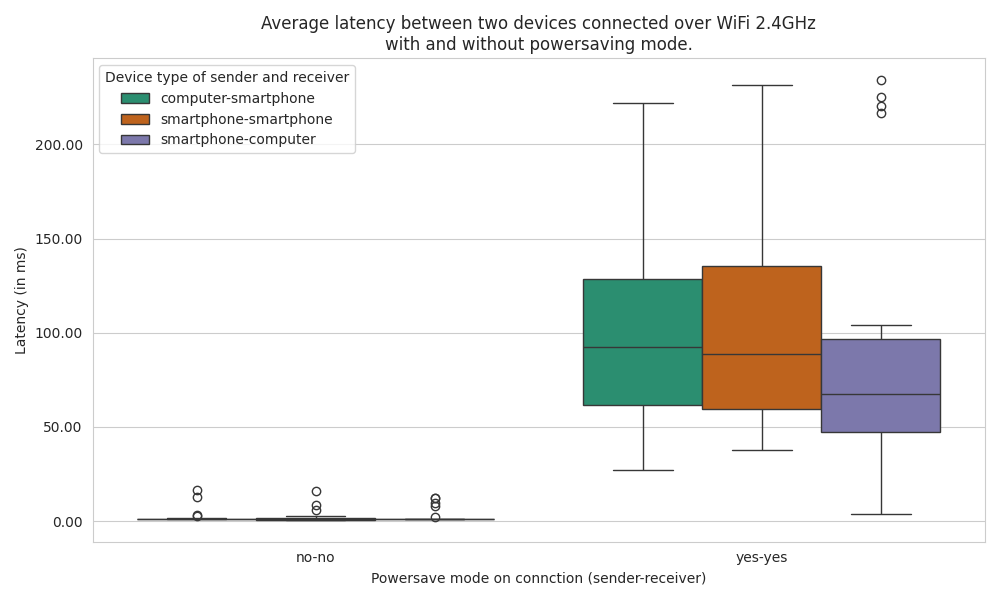 Average latency between two devices connected over WiFi 2.4GHz
with and without powersaving mode.
Device type of sender and receiver
computer-smartphone
smartphone-smartphone
smartphone-computer
Latency (in ms)
200.00
150.00
100.00
50.00
0.00
no-no
yes-yes
Powersave mode on connction (sender-receiver)